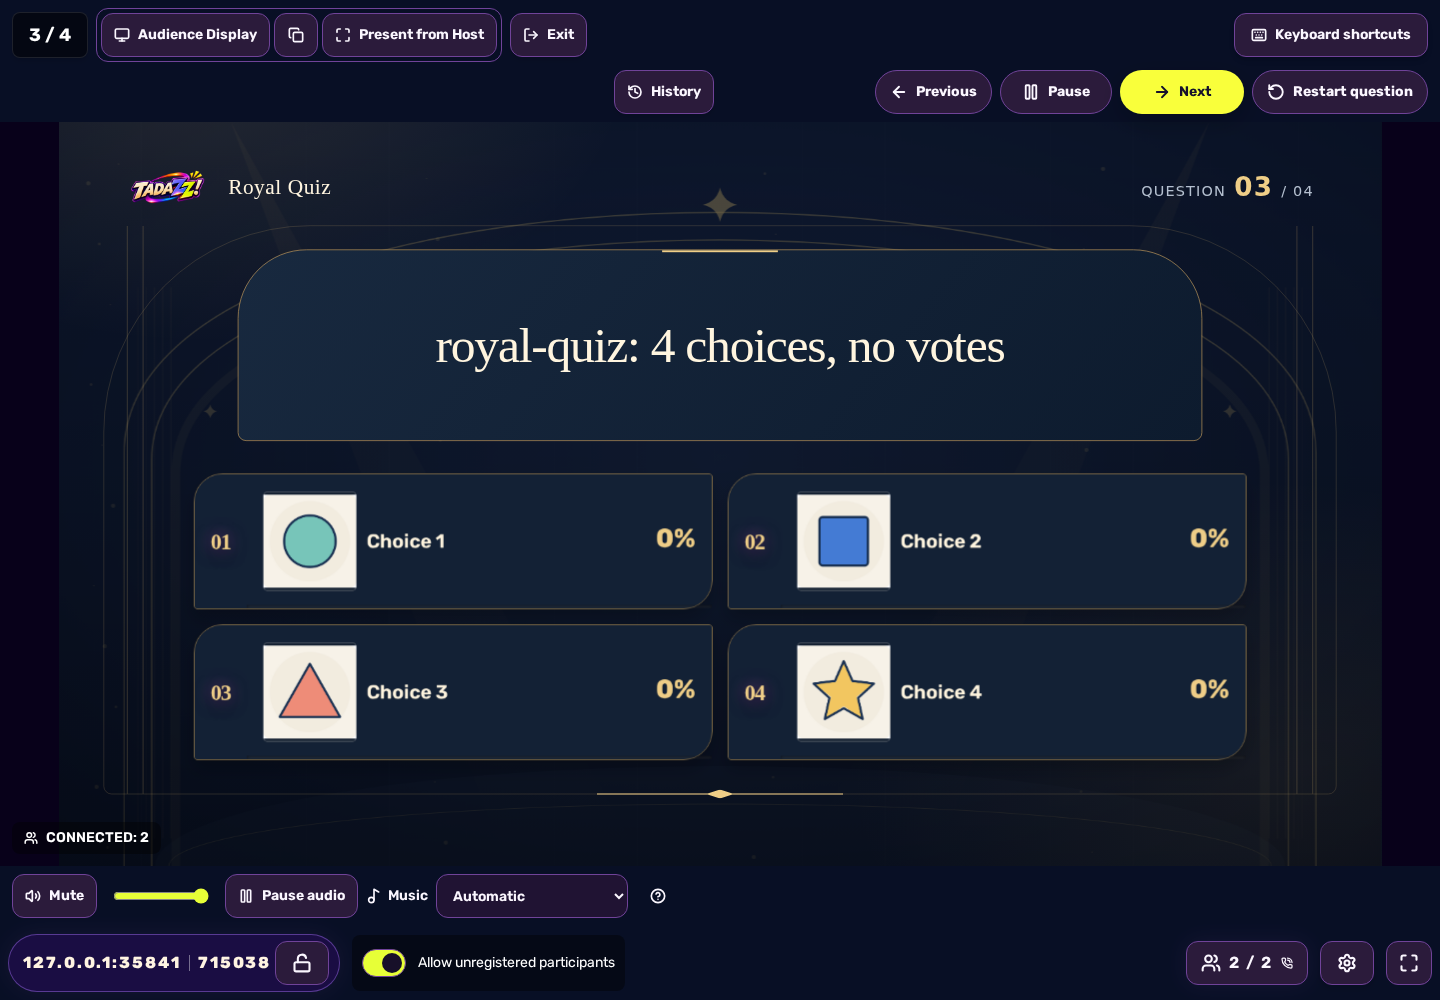 3 / 4
Audience Display
Present from Host
Exit
Keyboard shortcuts
History
Previous
Pause
Next
Restart question
TADAZZ!
Royal Quiz
QUESTION 03 / 04
royal-quiz: 4 choices, no votes
01
Choice 1
0%
02
Choice 2
0%
03
Choice 3
0%
04
Choice 4
0%
CONNECTED: 2
Mute
Pause audio
Music
Automatic
127.0.0.1:35841
715038
Allow unregistered participants
2 / 2